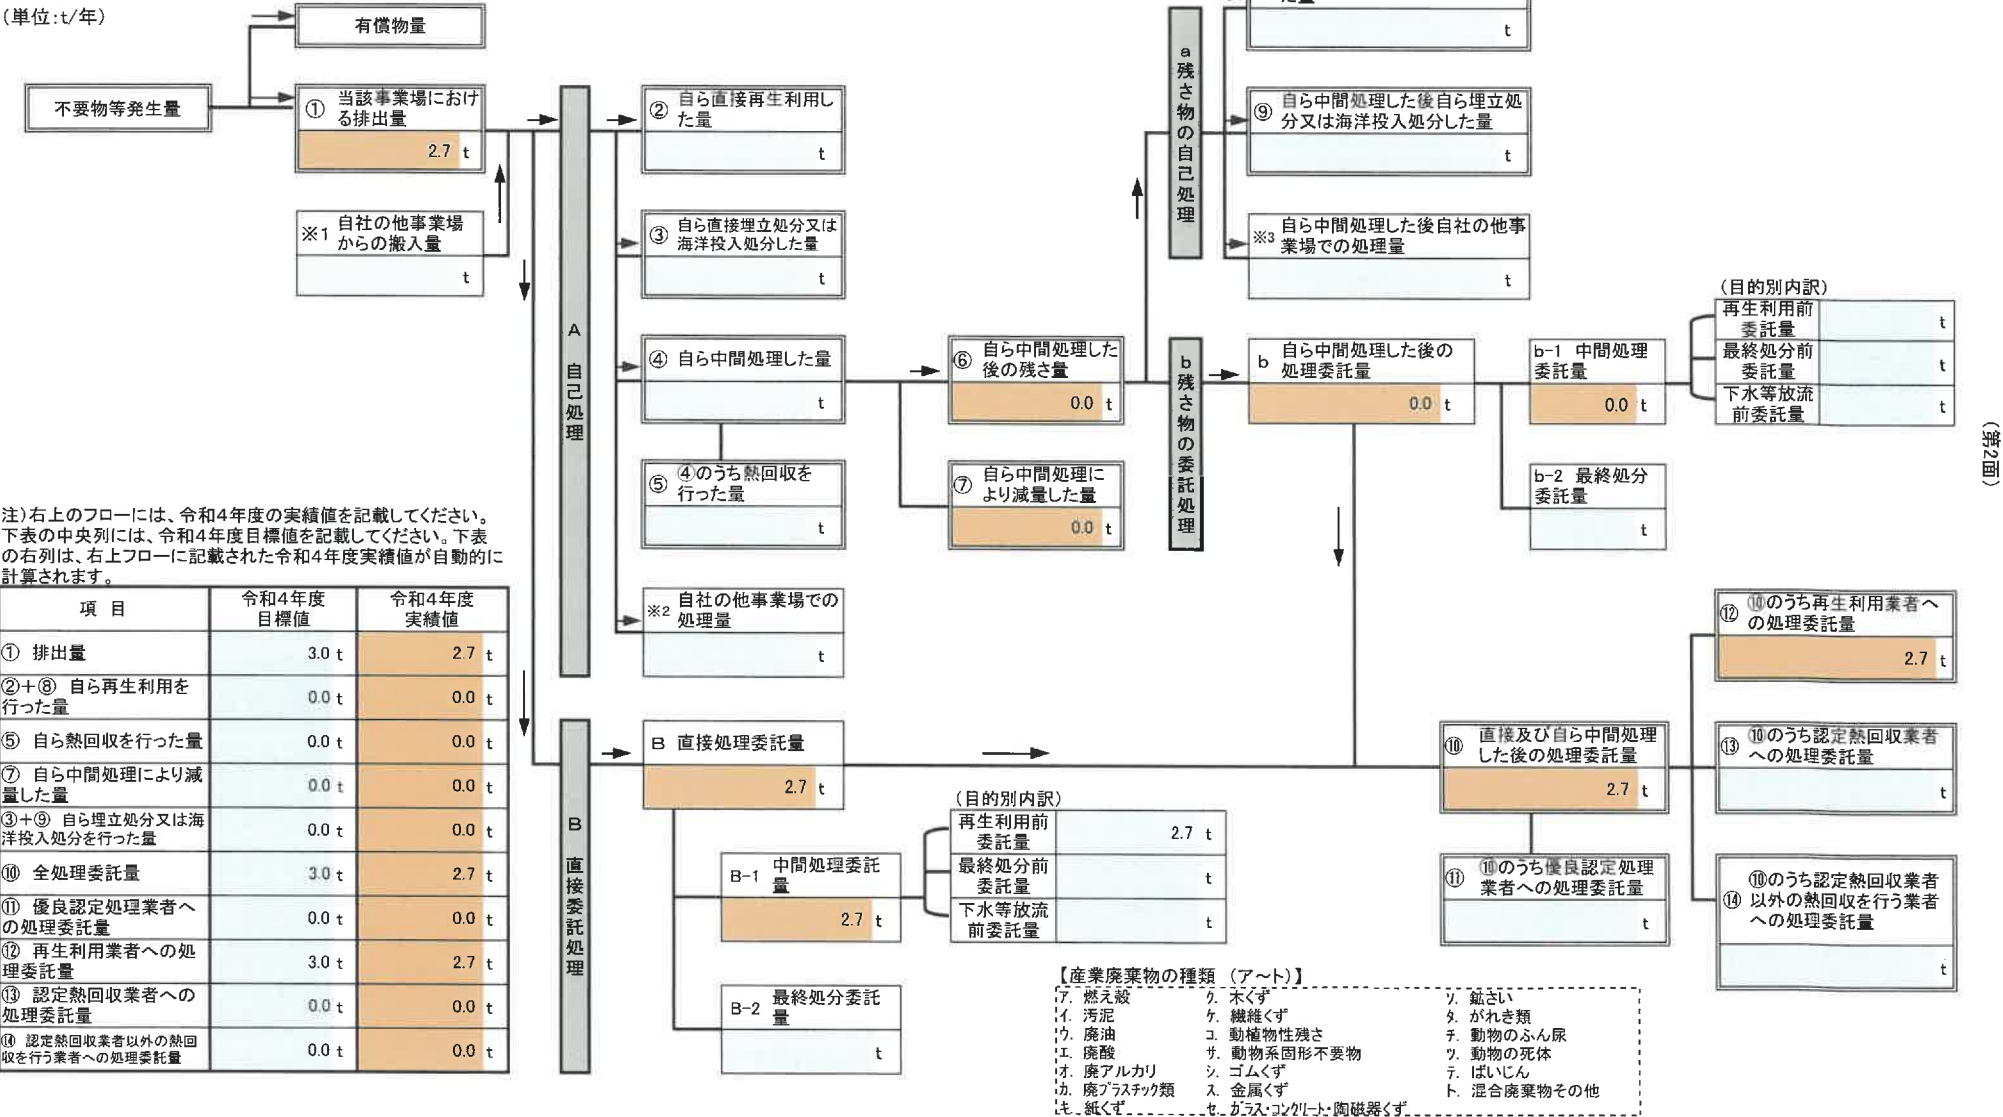 (単位:t/年)
有償物量
不要物等発生量
① 当該事業場におけ
る排出量
2.7 t
※1 自社の他事業場
からの搬入量
t
A 自己処理
② 自ら直接再生利用し
た量
t
③ 自ら直接埋立処分又は
海洋投入処分した量
t
④ 自ら中間処理した量
t
⑤ ④のうち熱回収を
行った量
t
※2 自社の他事業場での
処理量
t
⑥ 自ら中間処理した
後の残さ量
0.0 t
⑦ 自ら中間処理に
より減量した量
0.0 t
a 残さ物の自己処理
t
⑨ 自ら中間処理した後自ら埋立処
分又は海洋投入処分した量
t
※3 自ら中間処理した後自社の他事
業場での処理量
t
b 残さ物の委託処理
b 自ら中間処理した後の
処理委託量
0.0 t
b-1 中間処理
委託量
0.0 t
b-2 最終処分
委託量
t
(目的別内訳)
再生利用前
委託量
t
最終処分前
委託量
t
下水等放流
前委託量
t
(第2面)
注)右上のフローには、令和4年度の実績値を記載してください。
下表の中央列には、令和4年度目標値を記載してください。下表
の右列は、右上フローに記載された令和4年度実績値が自動的に
計算されます。
項 目 令和4年度 目標値 令和4年度 実績値
① 排出量 3.0 t 2.7 t
②+⑧ 自ら再生利用を
行った量 0.0 t 0.0 t
⑤ 自ら熱回収を行った量 0.0 t 0.0 t
⑦ 自ら中間処理により減
量した量 0.0 t 0.0 t
③+⑨ 自ら埋立処分又は海
洋投入処分を行った量 0.0 t 0.0 t
⑩ 全処理委託量 3.0 t 2.7 t
⑪ 優良認定処理業者へ
の処理委託量 0.0 t 0.0 t
⑫ 再生利用業者への処
理委託量 3.0 t 2.7 t
⑬ 認定熱回収業者への
処理委託量 0.0 t 0.0 t
⑭ 認定熱回収業者以外の熱回
収を行う業者への処理委託量 0.0 t 0.0 t
B 直接委託処理
B 直接処理委託量
2.7 t
B-1 中間処理委託
量
2.7 t
B-2 最終処分委託
量
t
(目的別内訳)
再生利用前
委託量
2.7 t
最終処分前
委託量
t
下水等放流
前委託量
t
⑩ 直接及び自ら中間処理
した後の処理委託量
2.7 t
⑪ ⑩のうち優良認定処理
業者への処理委託量
t
⑫ ⑩のうち再生利用業者へ
の処理委託量
2.7 t
⑬ ⑩のうち認定熱回収業者
への処理委託量
t
⑭ ⑩のうち認定熱回収業者
以外の熱回収を行う業者
への処理委託量
t
【産業廃棄物の種類 (ア~ト)】
ア. 燃え殻 ク. 木くず ソ. 鉱さい
イ. 汚泥 ケ. 繊維くず タ. がれき類
ウ. 廃油 コ. 動植物性残さ チ. 動物のふん尿
エ. 廃酸 サ. 動物系固形不要物 ツ. 動物の死体
オ. 廃アルカリ シ. ゴムくず テ. ばいじん
カ. 廃プラスチック類 ス. 金属くず ト. 混合廃棄物その他
キ. 紙くず セ. ガラス・コンクリート・陶磁器くず